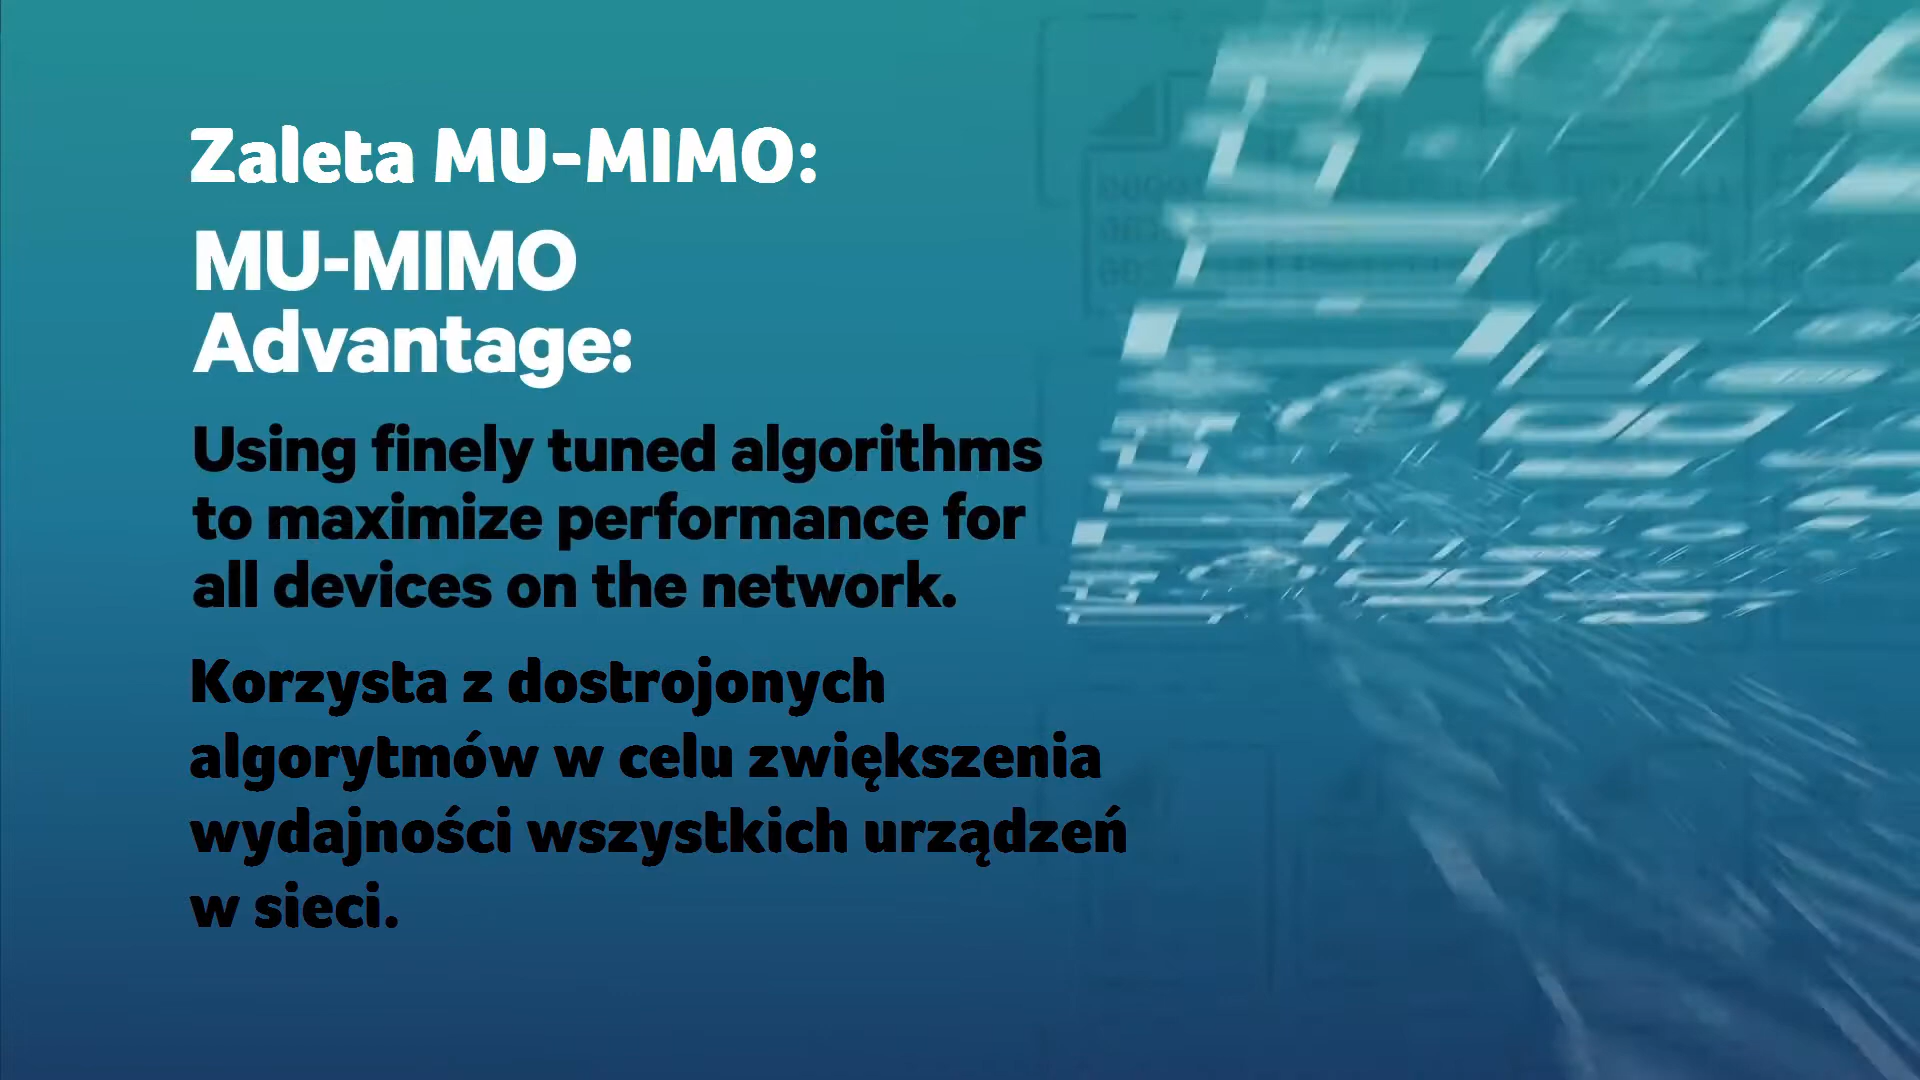 Zaleta MU-MIMO:
MU-MIMO
Advantage:
Using finely tuned algorithms
to maximize performance for
all devices on the network.
Korzysta z dostrojonych
algorytmów w celu zwiększenia
wydajności wszystkich urządzeń
w sieci.